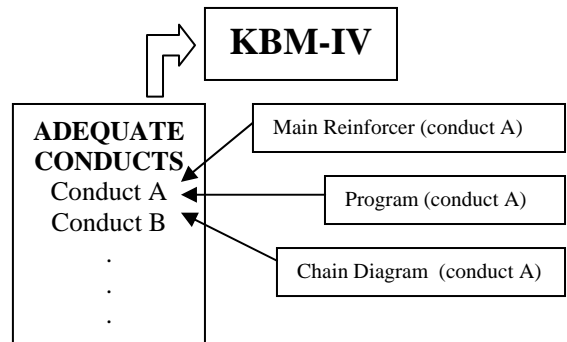 KBM-IV
ADEQUATE
CONDUCTS
Conduct A
Conduct B
.
.
.
Main Reinforcer (conduct A)
Program (conduct A)
Chain Diagram (conduct A)